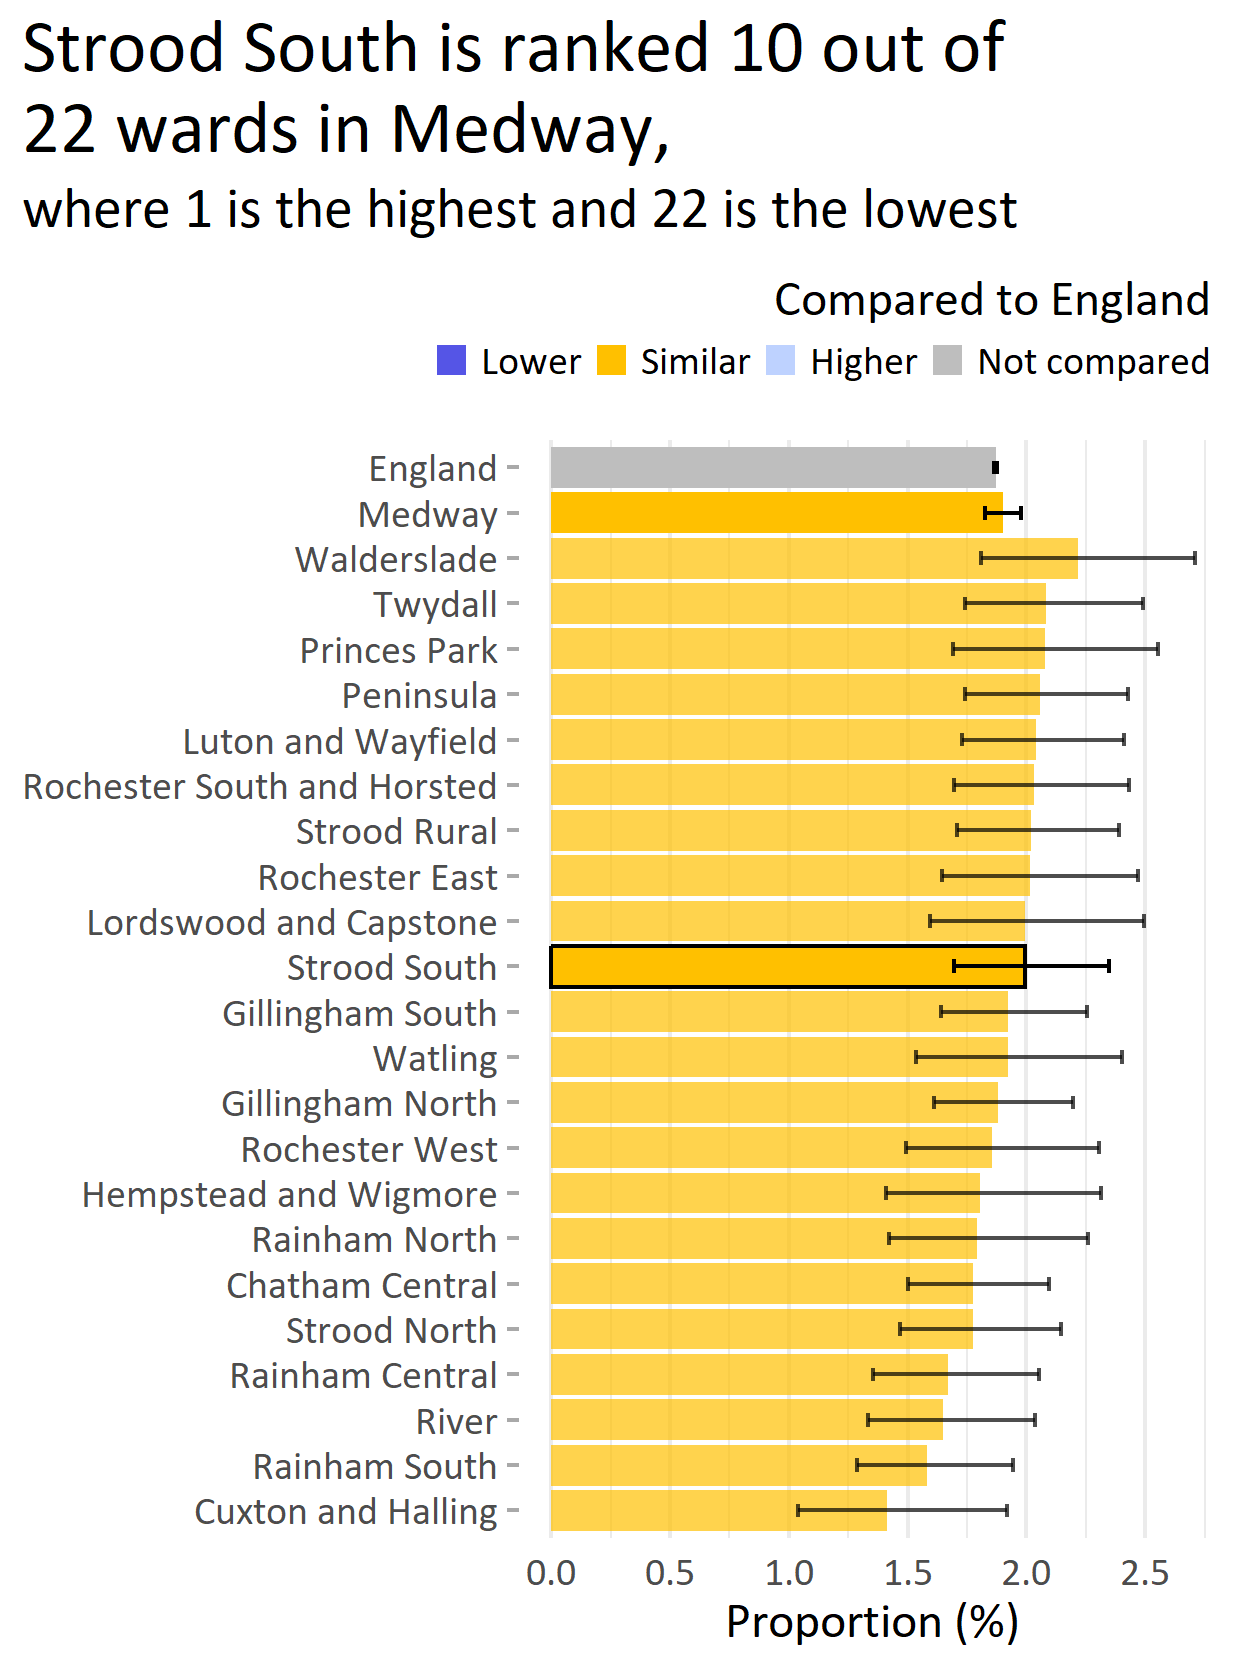 Strood South is ranked 10 out of
22 wards in Medway,
where 1 is the highest and 22 is the lowest
Compared to England
Lower Similar Higher Not compared
England
Medway
Walderslade
Twydall
Princes Park
Peninsula
Luton and Wayfield
Rochester South and Horsted
Strood Rural
Rochester East
Lordswood and Capstone
Strood South
Gillingham South
Watling
Gillingham North
Rochester West
Hempstead and Wigmore
Rainham North
Chatham Central
Strood North
Rainham Central
River
Rainham South
Cuxton and Halling
0.0 0.5 1.0 1.5 2.0 2.5
Proportion (%)